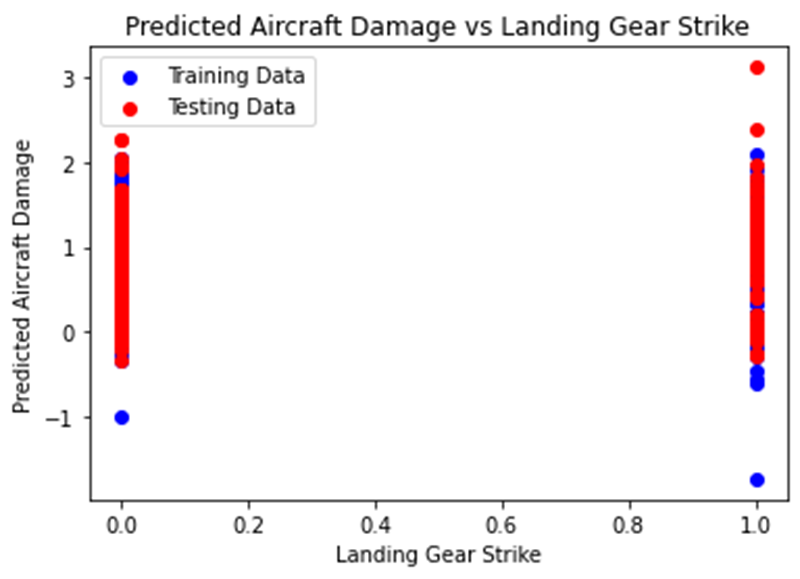 Predicted Aircraft Damage vs Landing Gear Strike
Training Data
Testing Data
3
2
1
0
−1
Predicted Aircraft Damage
0.0 0.2 0.4 0.6 0.8 1.0
Landing Gear Strike